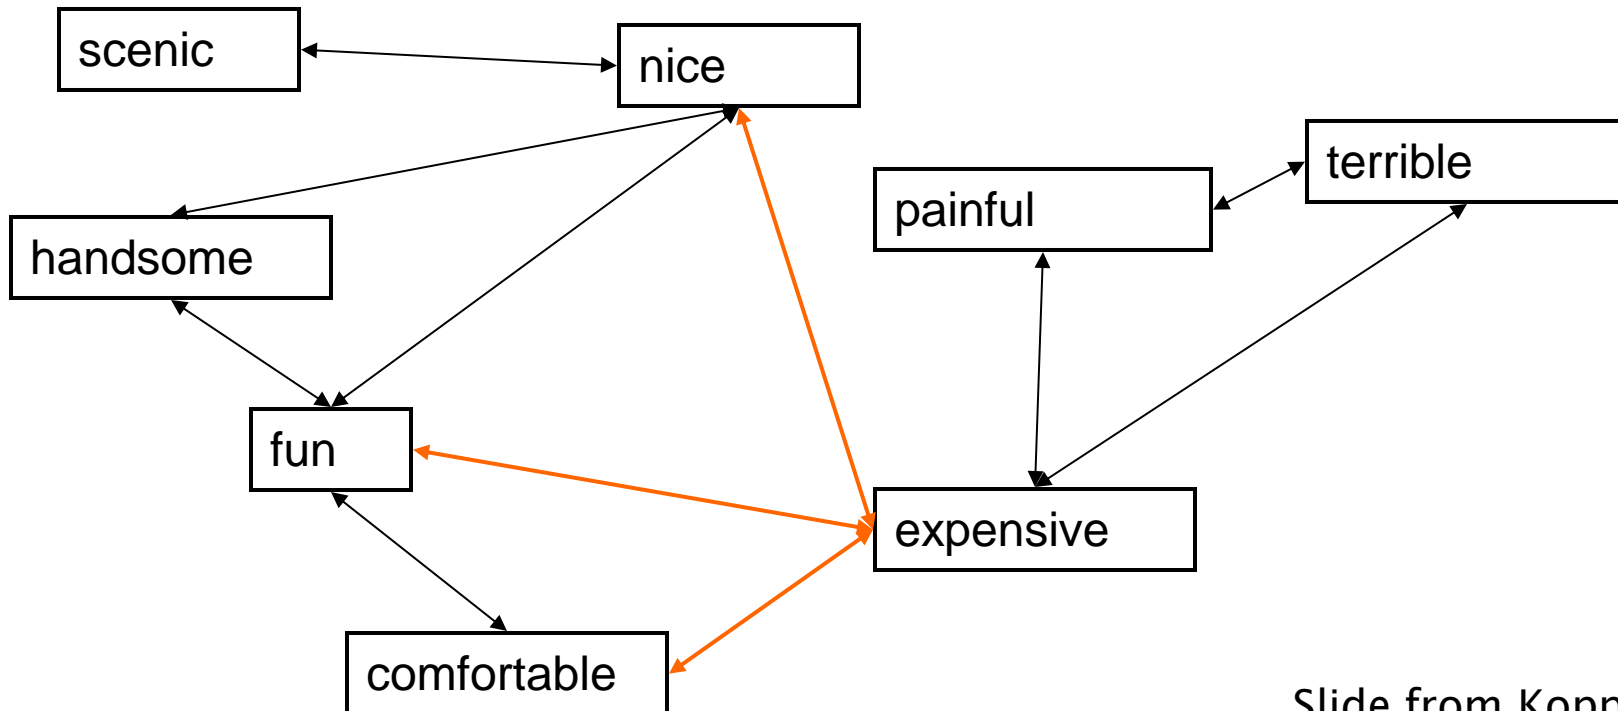 scenic
nice
terrible
painful
handsome
fun
expensive
comfortable
Slide from